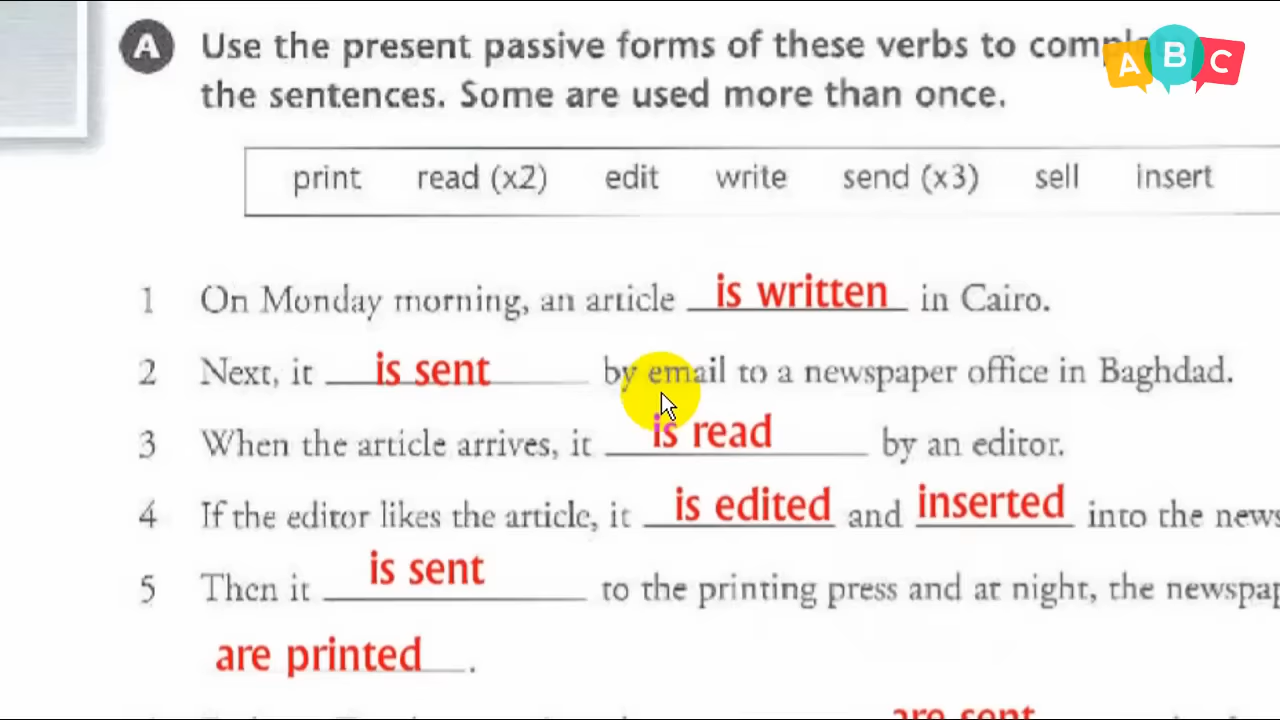 A Use the present passive forms of these verbs to
the sentences. Some are used more than once.
A B C
print read (x2) edit write send (x3) sell insert
1 On Monday morning, an article is written in Cairo.
2 Next, it is sent by email to a newspaper office in Baghdad.
3 When the article arrives, it is read by an editor.
4 If the editor likes the article, it is edited and inserted into the
5 Then it is sent to the printing press and at night, the
are printed .
are sent